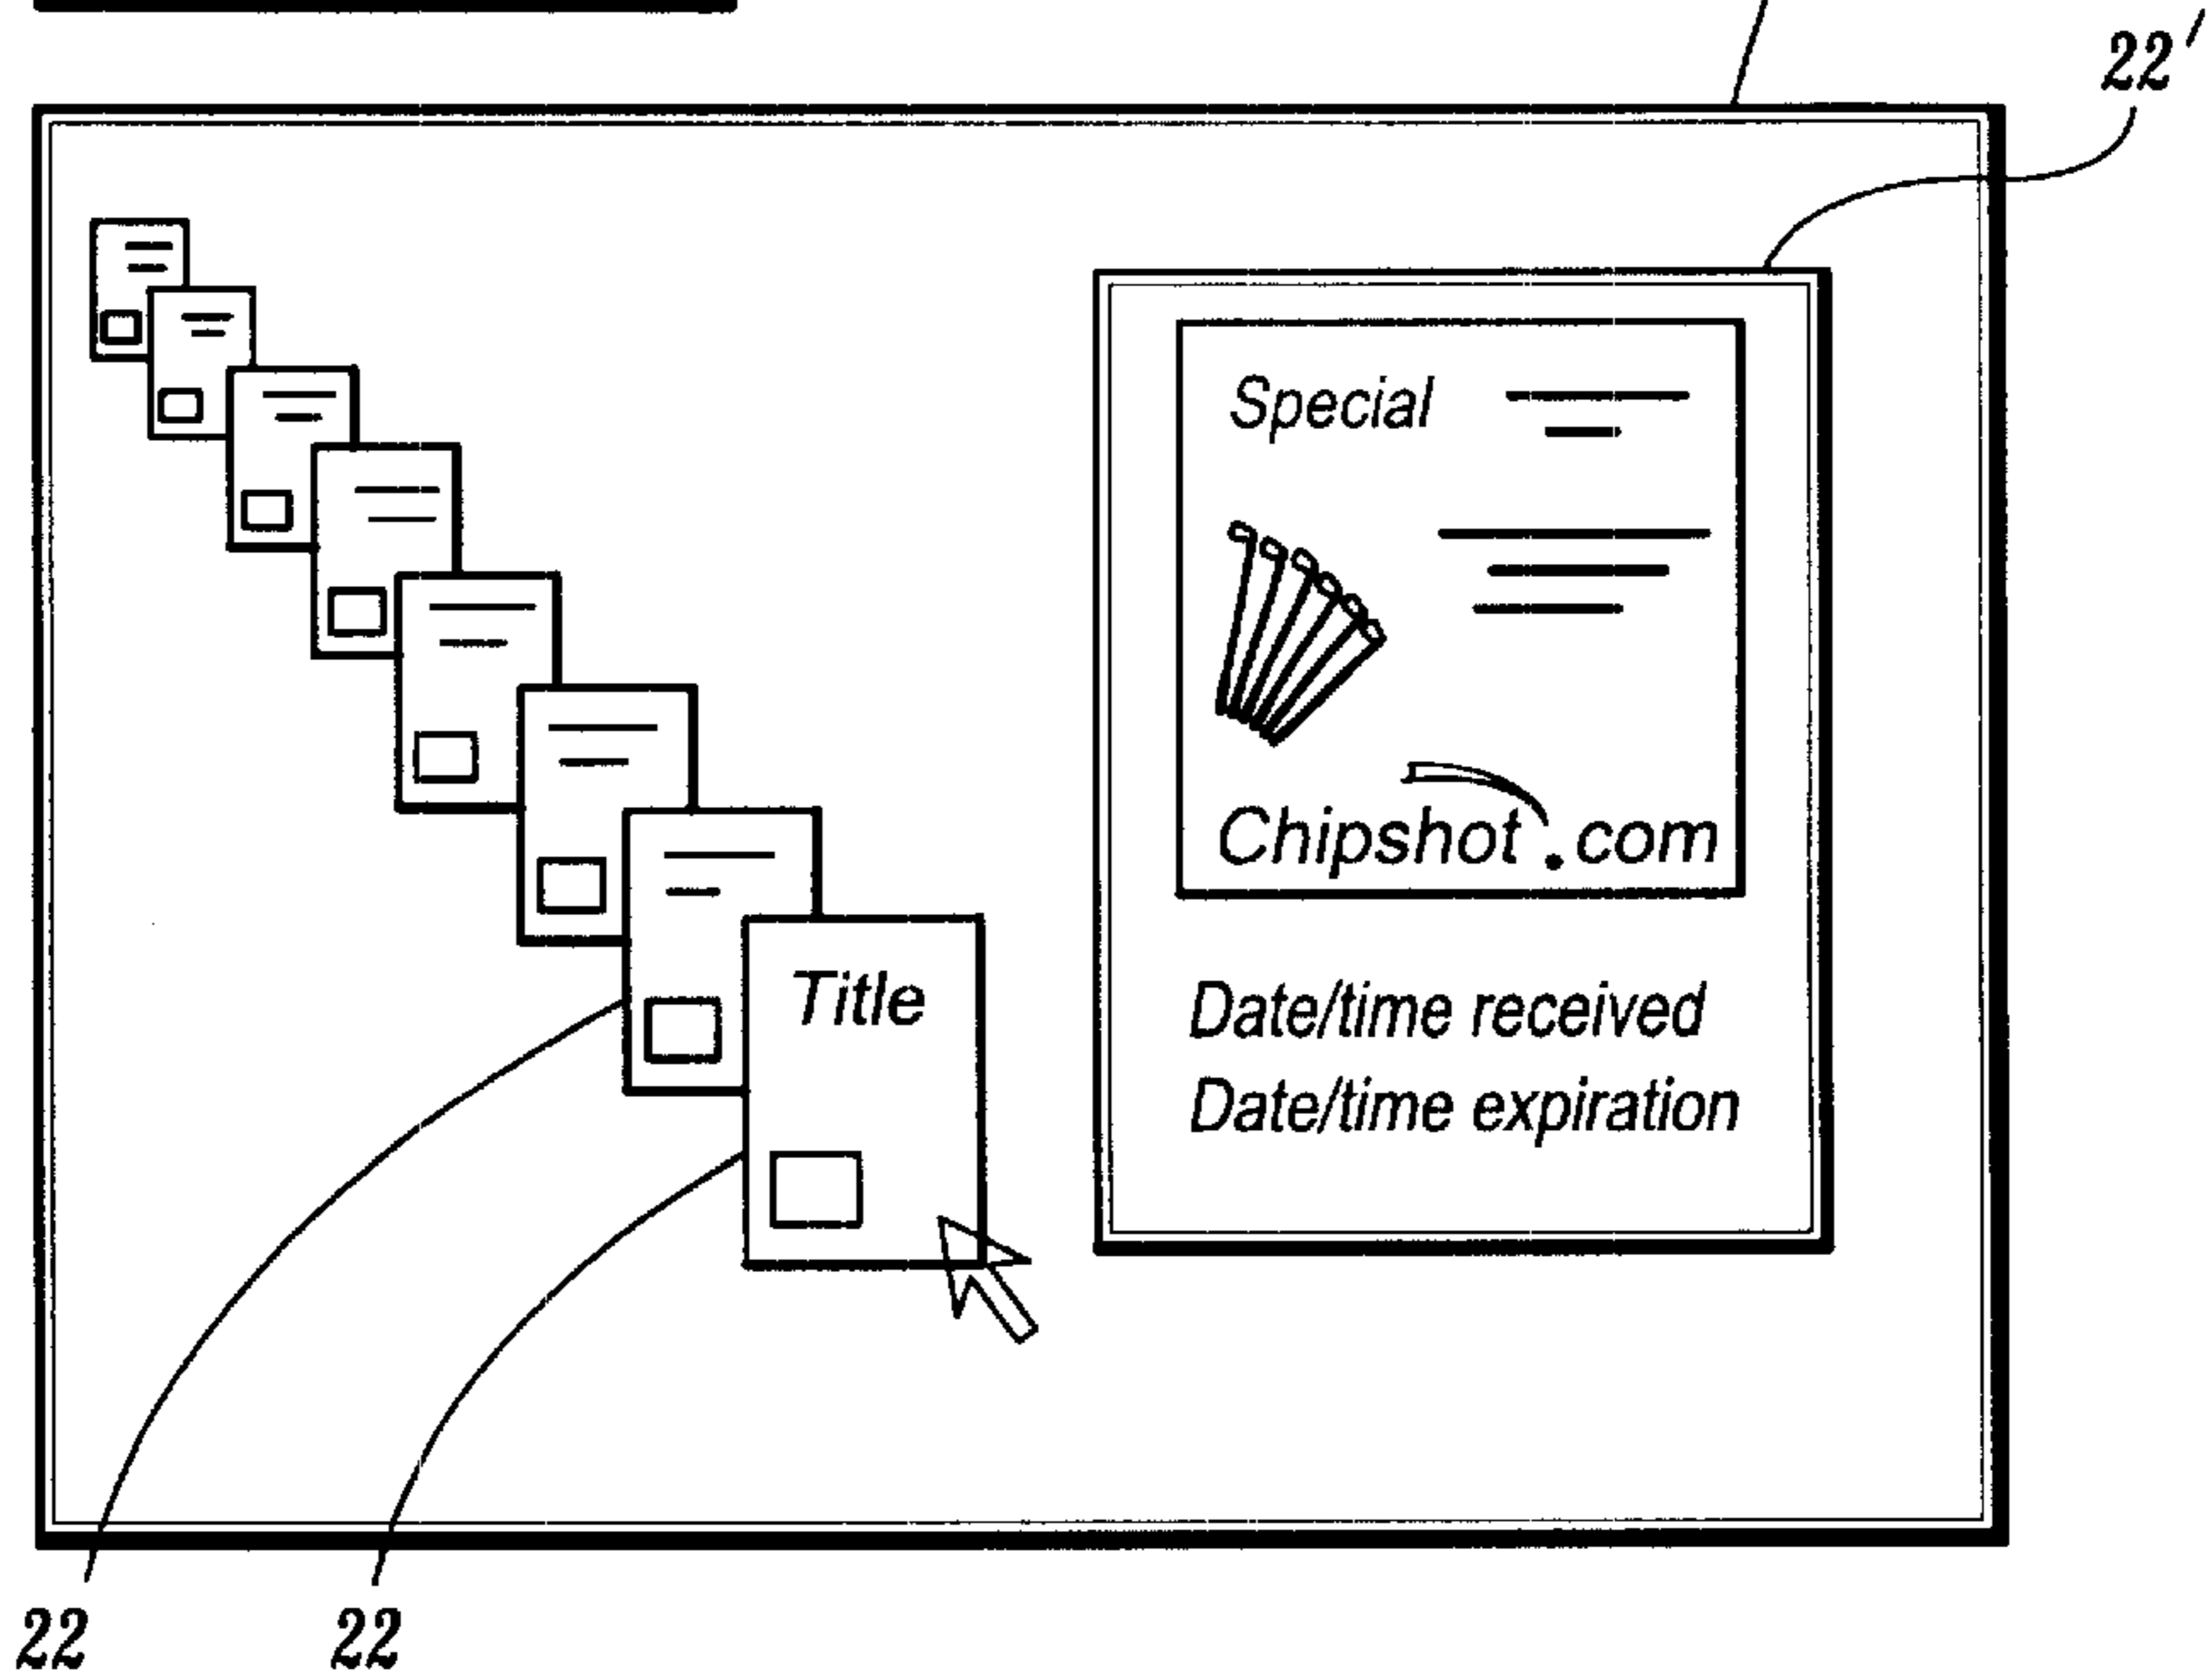 22'
Special
Chipshot.com
Title
Date/time received
Date/time expiration
22
22